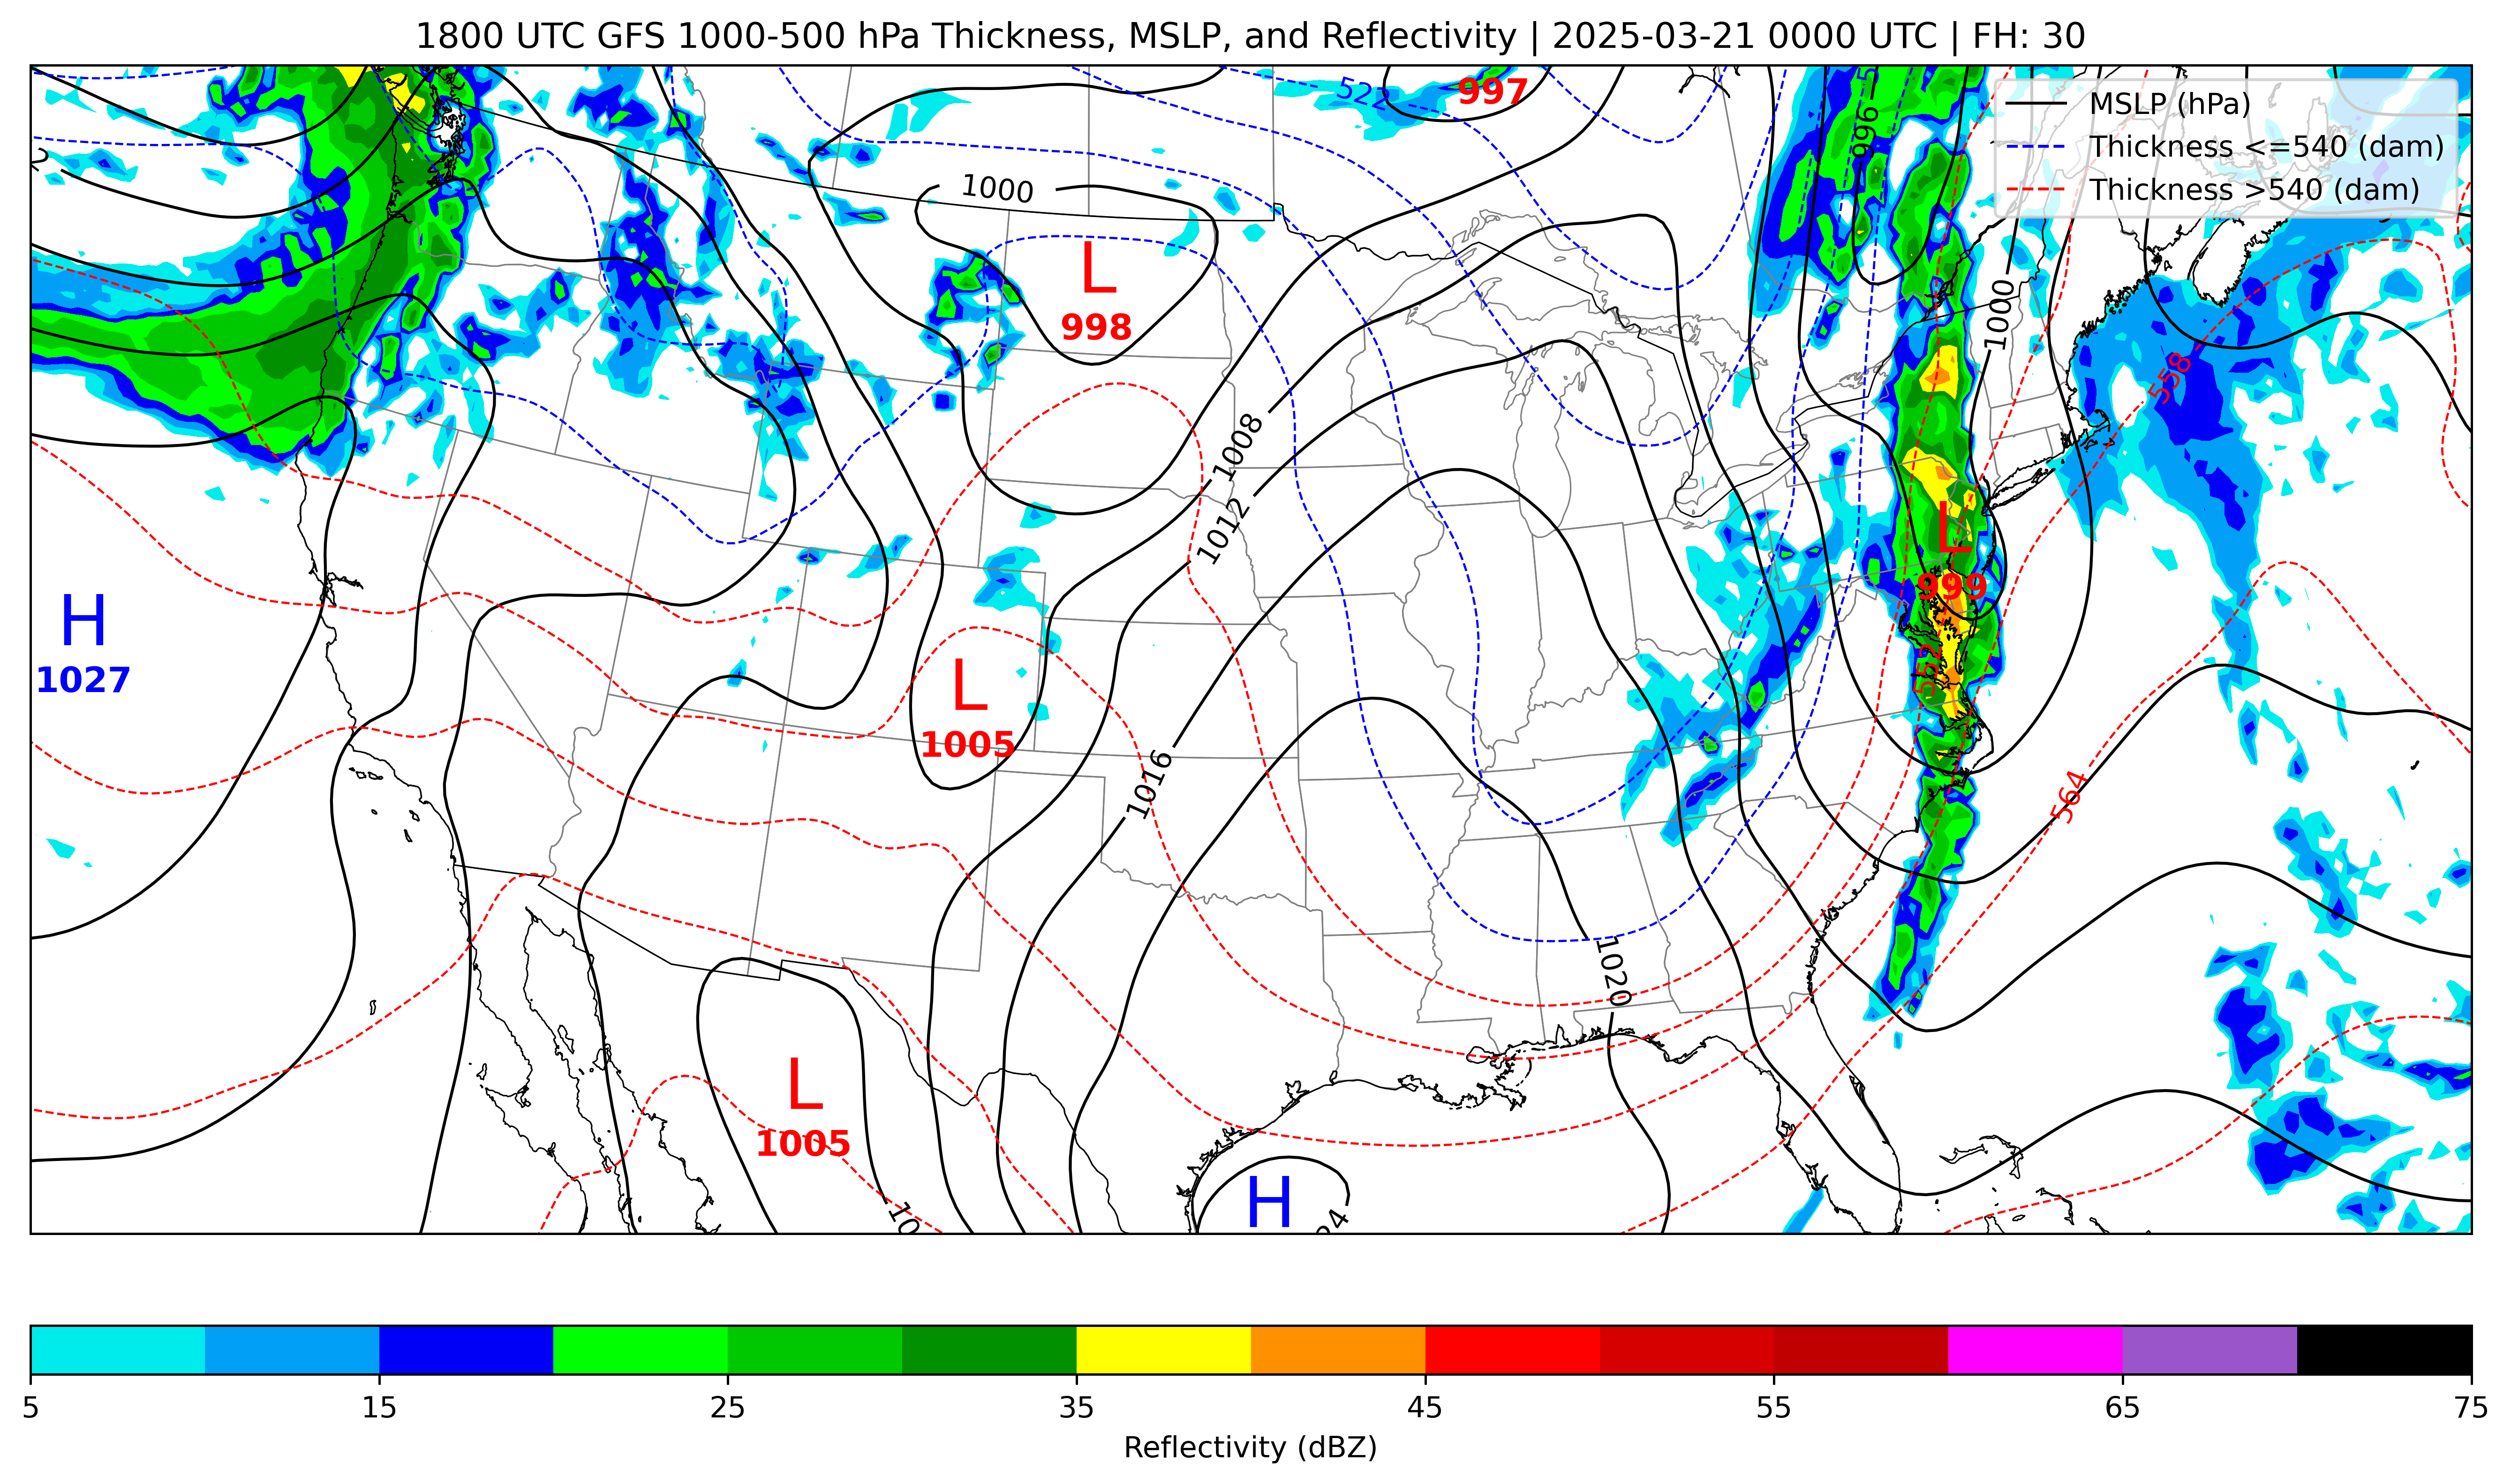 1800 UTC GFS 1000-500 hPa Thickness, MSLP, and Reflectivity | 2025-03-21 0000 UTC | FH: 30
MSLP (hPa)
Thickness <=540 (dam)
Thickness >540 (dam)
522
997
996
1000
L
998
1000
558
1008
1012
L
999
H
1027
L
1005
552
1016
564
1020
L
1005
H
5
15
25
35
45
55
65
75
Reflectivity (dBZ)